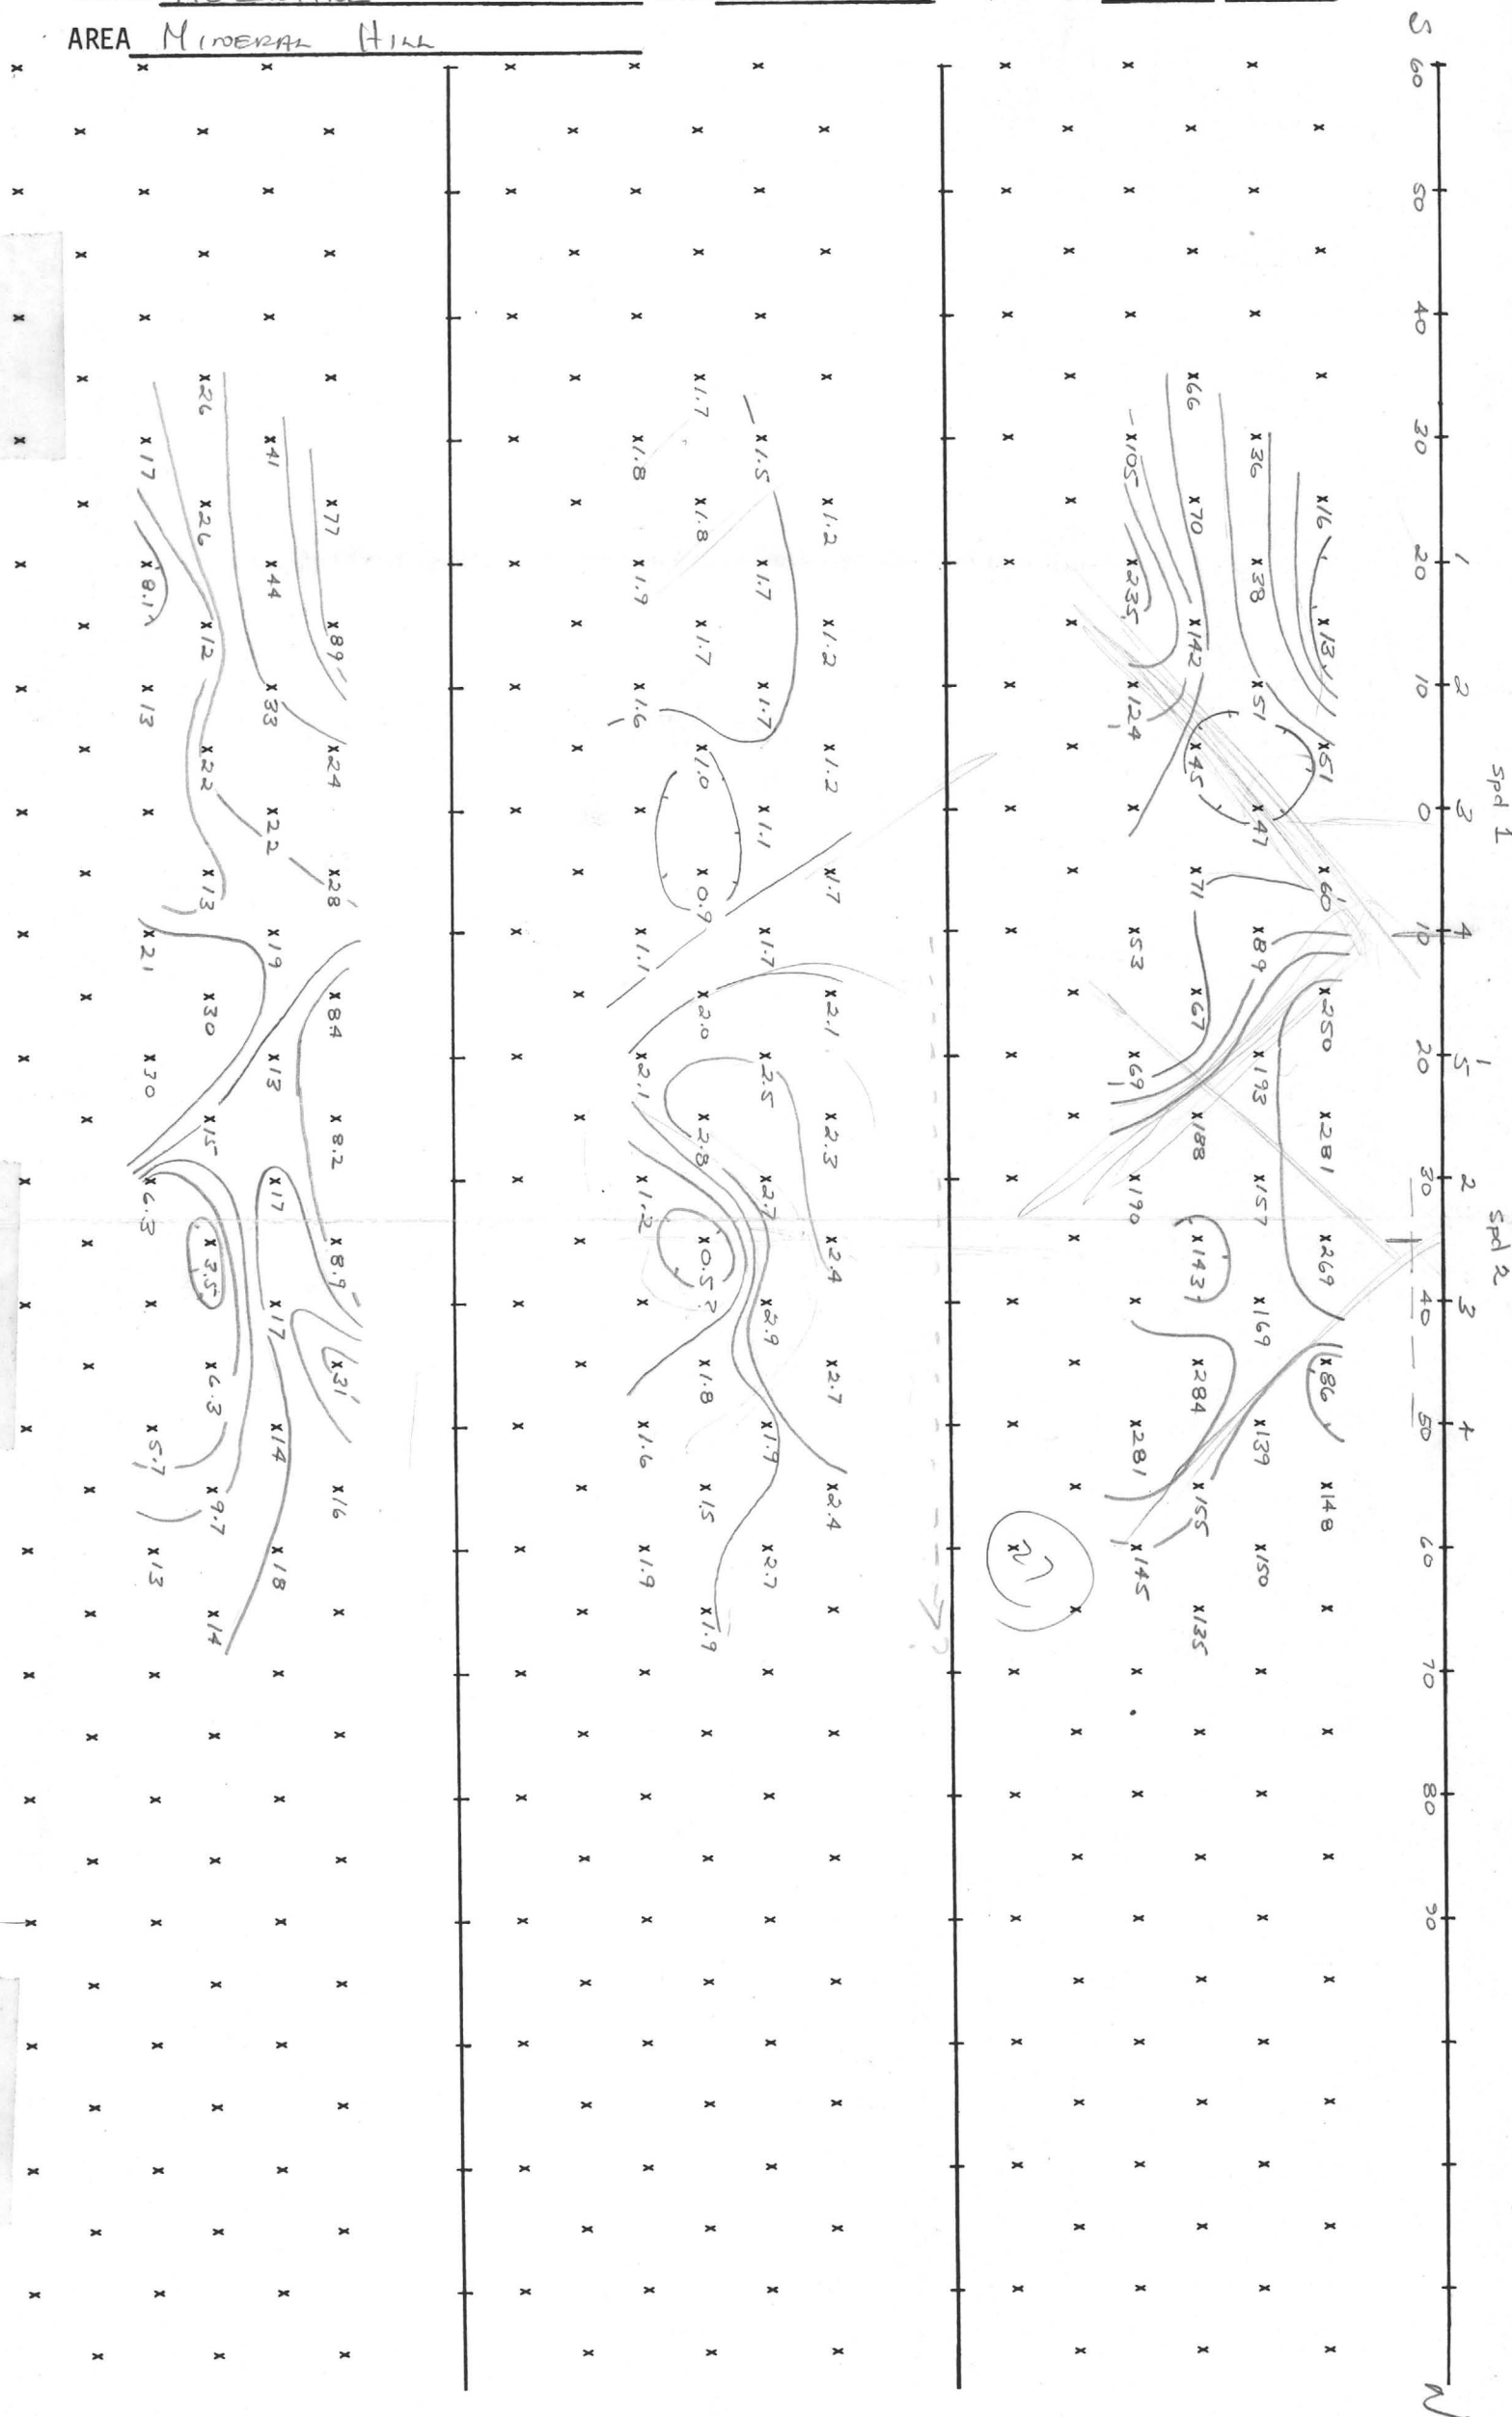 AREA MINERAL HILL
S
60 50 40 30 20 10 0 10 20 30 40 50 60 70 80 90
N
1 2 3 4 5
spd 1
1 2 3 4
spd 2
16 13 51 60 250 281 269 86 148
36 38 51 47 89 193 157 169 139 150
66 70 142 45 71 67 188 143 284 155 135
105 235 124 53 69 190 281 145
1.2 1.2 1.2 1.7 2.1 2.3 2.4 2.7 2.4
1.5 1.7 1.7 1.1 1.7 2.5 2.7 2.9 1.9 2.7
1.7 1.8 1.7 1.0 0.9 2.0 2.8 0.5? 1.8 1.5 1.9
1.8 1.9 1.6 1.1 2.1 1.2 1.6 1.9
?
77 89 24 28 84 8.2 8.9 31 16
41 44 33 22 19 13 17 17 14 18
26 26 12 22 13 30 15 3.5 6.3 9.7 14
17 8.1 13 21 30 6.3 5.7 13